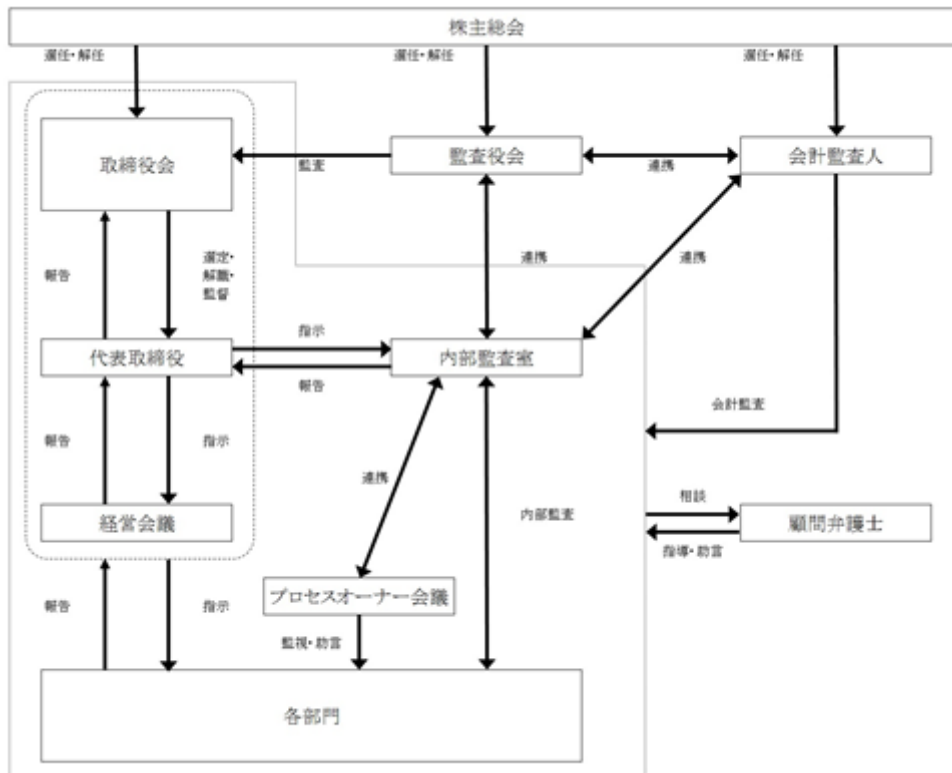 株主総会
選任・解任
選任・解任
選任・解任
取締役会
監査
監査役会
連携
会計監査人
報告
選定・
解職・
監督
連携
連携
代表取締役
指示
報告
内部監査室
会計監査
報告
指示
連携
内部監査
経営会議
相談
指導・助言
顧問弁護士
報告
指示
プロセスオーナー会議
監視・助言
各部門